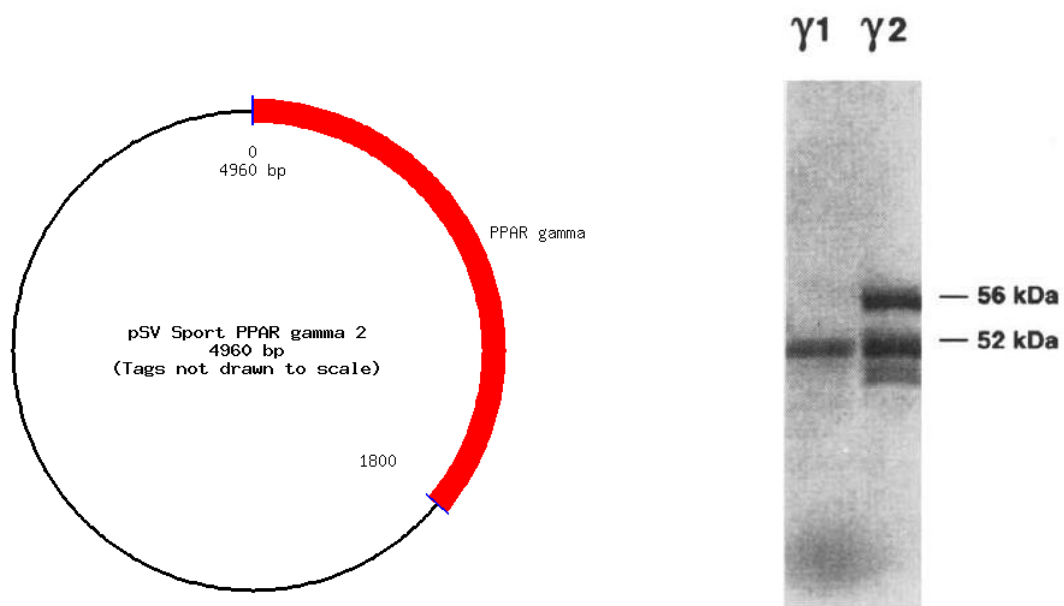 γ1 γ2
0
4960 bp
PPAR gamma
pSV Sport PPAR gamma 2
4960 bp
(Tags not drawn to scale)
1800
— 56 kDa
— 52 kDa